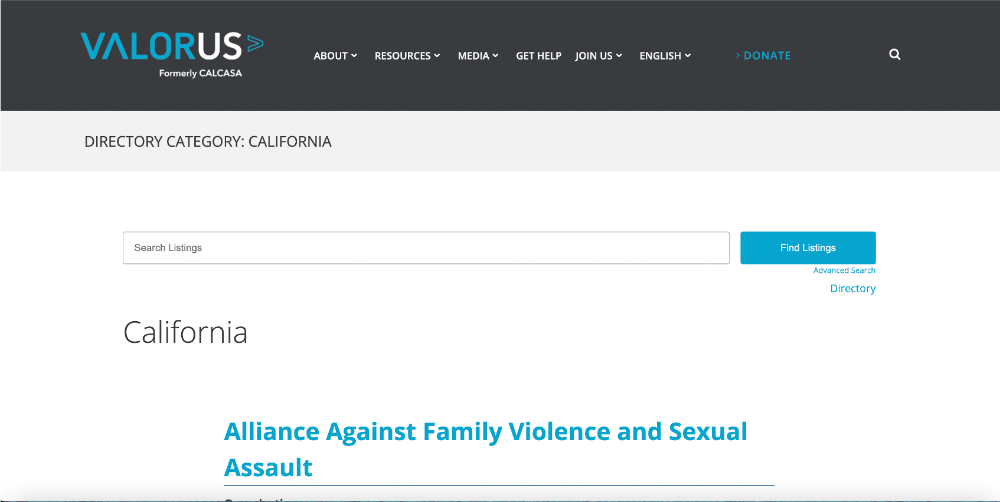 VALORUS
Formerly CALCASA
ABOUT
RESOURCES
MEDIA
GET HELP
JOIN US
ENGLISH
DONATE
DIRECTORY CATEGORY: CALIFORNIA
Search Listings
Find Listings
Advanced Search
Directory
California
Alliance Against Family Violence and Sexual
Assault